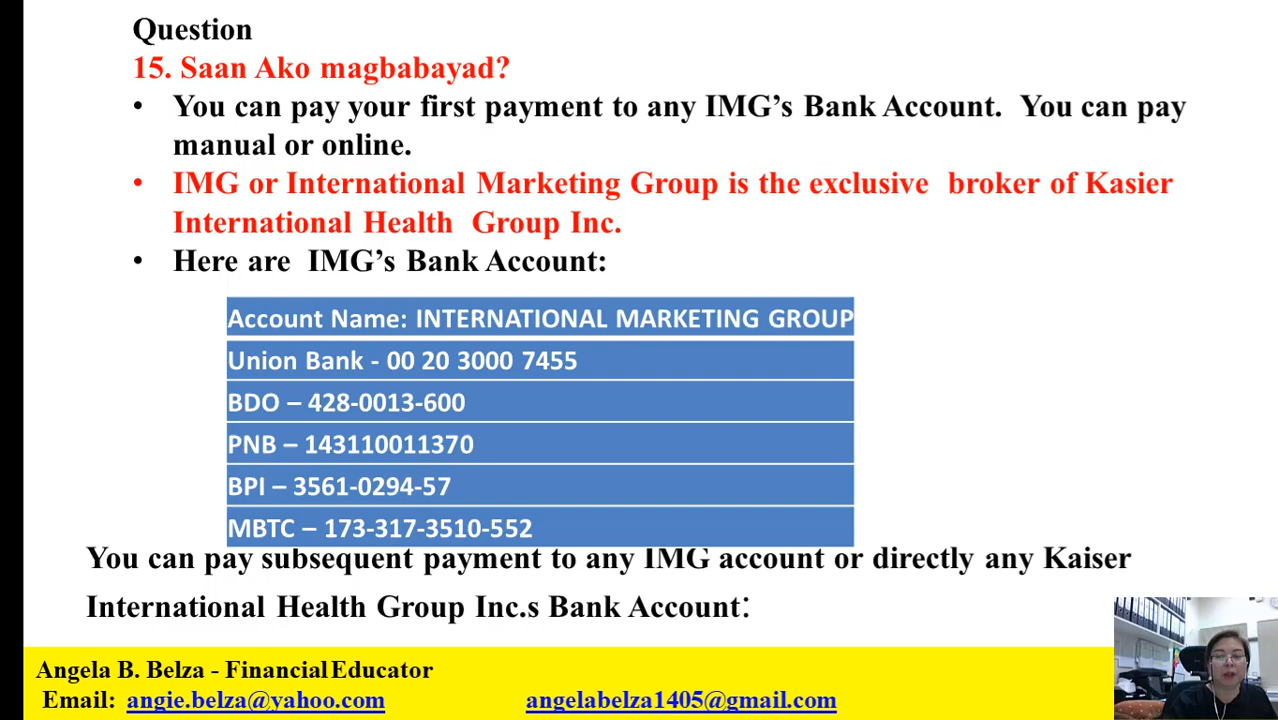 Question
15. Saan Ako magbabayad?
• You can pay your first payment to any IMG's Bank Account. You can pay
manual or online.
• IMG or International Marketing Group is the exclusive broker of Kasier
International Health Group Inc.
• Here are IMG's Bank Account:
Account Name: INTERNATIONAL MARKETING GROUP
Union Bank - 00 20 3000 7455
BDO – 428-0013-600
PNB – 143110011370
BPI – 3561-0294-57
MBTC – 173-317-3510-552
You can pay subsequent payment to any IMG account or directly any Kaiser
International Health Group Inc.s Bank Account:
Angela B. Belza - Financial Educator
Email: angie.belza@yahoo.com angelabelza1405@gmail.com